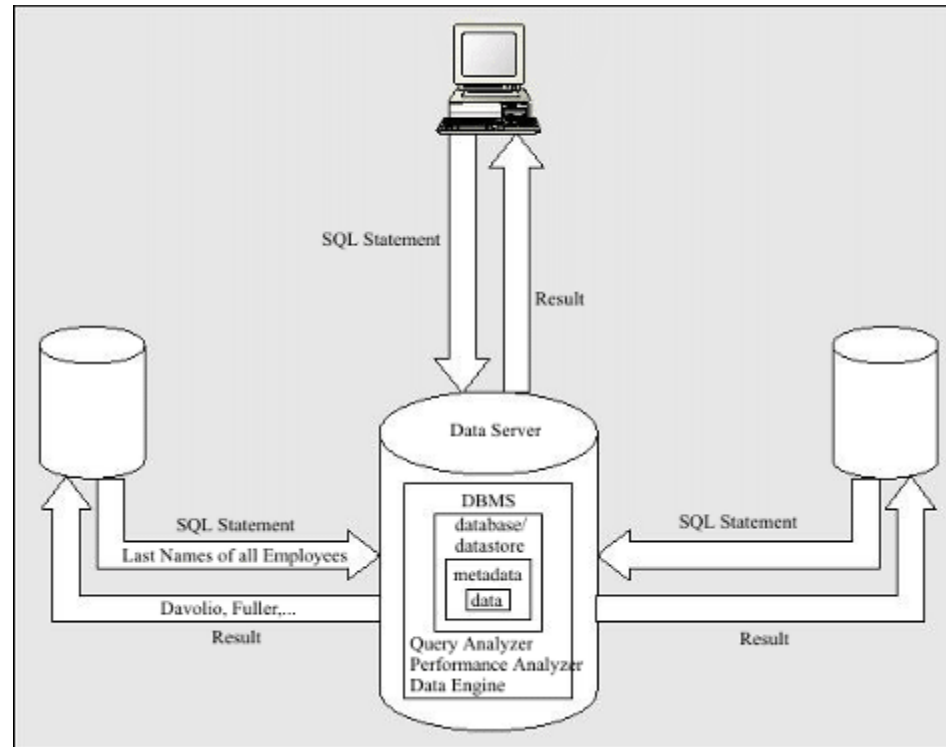 SQL Statement
Result
Data Server
DBMS
database/
datastore
metadata
data
Query Analyzer
Performance Analyzer
Data Engine
SQL Statement
Last Names of all Employees
Davolio, Fuller,...
Result
SQL Statement
Result